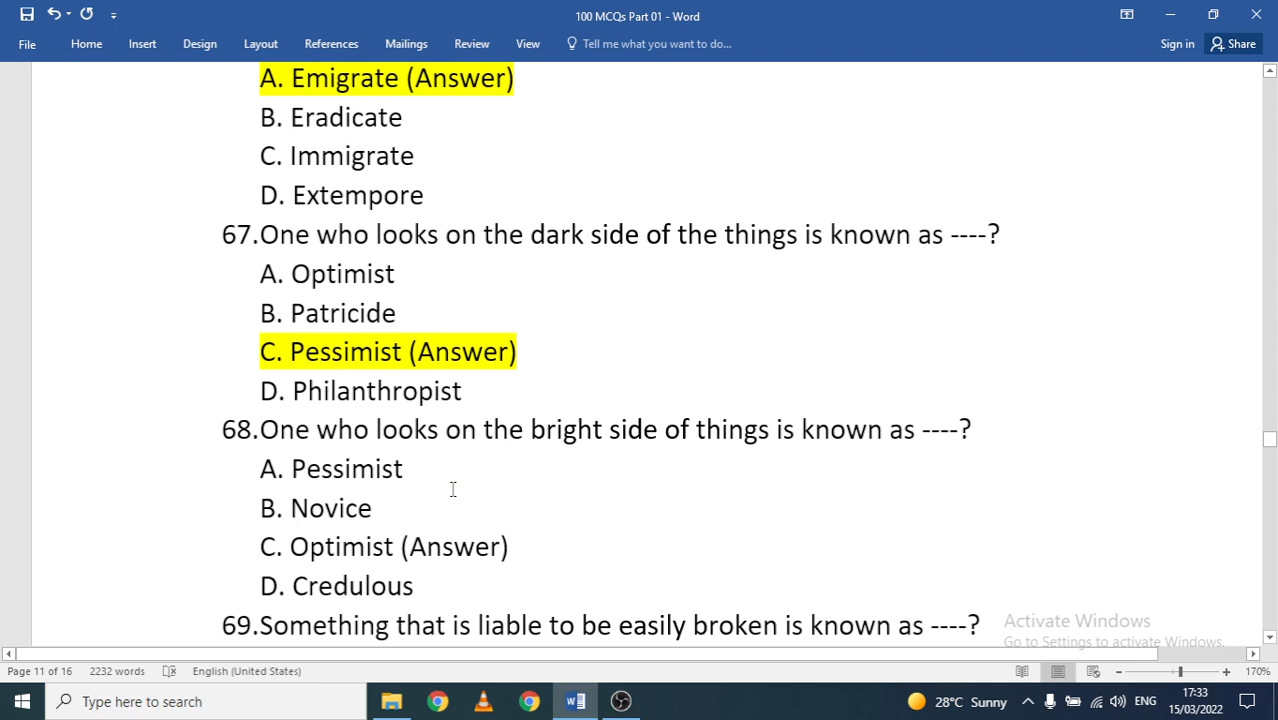 100 MCQs Part 01 - Word
File Home Insert Design Layout References Mailings Review View Tell me what you want to do... Sign in Share
A. Emigrate (Answer)
B. Eradicate
C. Immigrate
D. Extempore
67.One who looks on the dark side of the things is known as ----?
A. Optimist
B. Patricide
C. Pessimist (Answer)
D. Philanthropist
68.One who looks on the bright side of things is known as ----?
A. Pessimist
B. Novice
C. Optimist (Answer)
D. Credulous
69.Something that is liable to be easily broken is known as ----?
Activate Windows
Go to Settings to activate Windows.
Page 11 of 16 2232 words English (United States) 170%
Type here to search 28°C Sunny ENG 17:33
15/03/2022